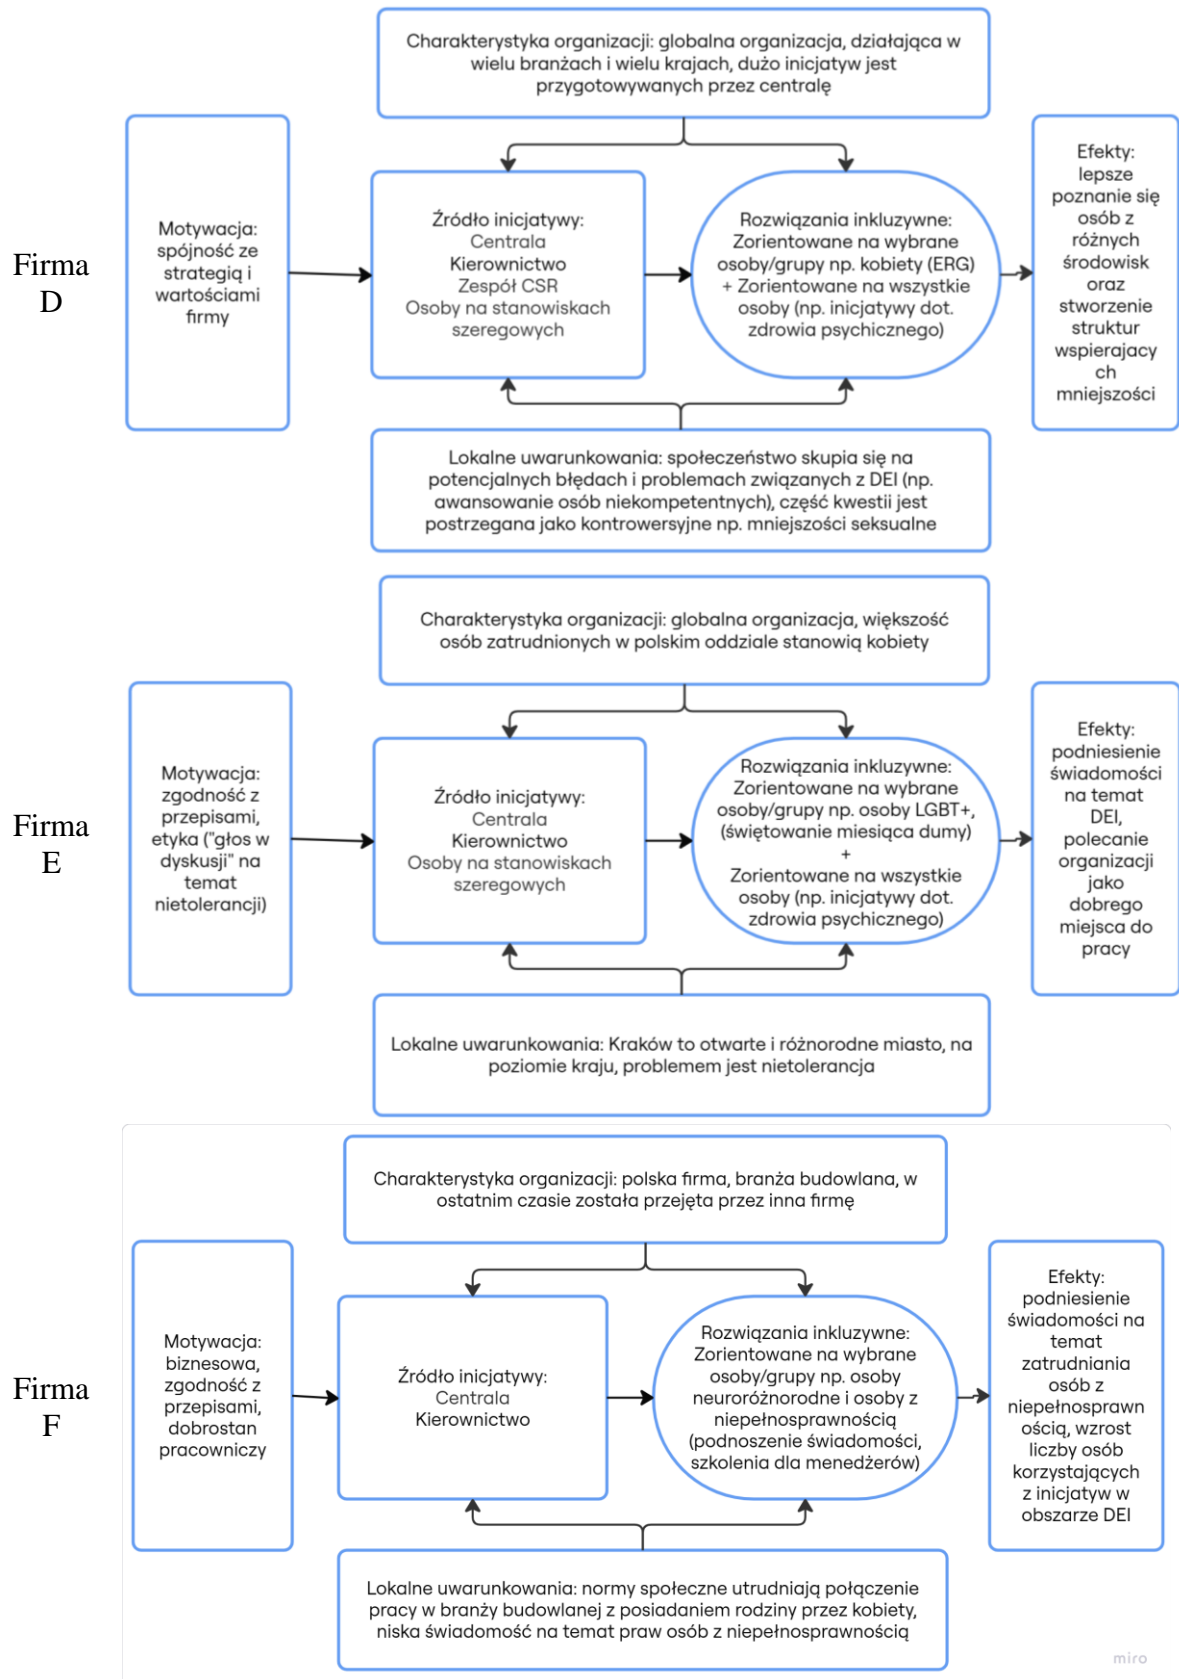 Charakterystyka organizacji: globalna organizacja, działająca w
wielu branżach i wielu krajach, dużo inicjatyw jest
przygotowywanych przez centralę
Firma
D
Motywacja:
spójność ze
strategią i
wartościami
firmy
Źródło inicjatywy:
Centrala
Kierownictwo
Zespół CSR
Osoby na stanowiskach
szeregowych
Rozwiązania inkluzywne:
Zorientowane na wybrane
osoby/grupy np. kobiety (ERG)
+ Zorientowane na wszystkie
osoby (np. inicjatywy dot.
zdrowia psychicznego)
Efekty:
lepsze
poznanie się
osób z
różnych
środowisk
oraz
stworzenie
struktur
wspierajacy
ch
mniejszości
Lokalne uwarunkowania: społeczeństwo skupia się na
potencjalnych błędach i problemach związanych z DEI (np.
awansowanie osób niekompetentnych), część kwestii jest
postrzegana jako kontrowersyjne np. mniejszości seksualne
Charakterystyka organizacji: globalna organizacja, większość
osób zatrudnionych w polskim oddziale stanowią kobiety
Firma
E
Motywacja:
zgodność z
przepisami,
etyka ("głos w
dyskusji" na
temat
nietolerancji)
Źródło inicjatywy:
Centrala
Kierownictwo
Osoby na stanowiskach
szeregowych
Rozwiązania inkluzywne:
Zorientowane na wybrane
osoby/grupy np. osoby LGBT+,
(świętowanie miesiąca dumy)
+
Zorientowane na wszystkie
osoby (np. inicjatywy dot.
zdrowia psychicznego)
Efekty:
podniesienie
świadomości
na temat
DEI,
polecanie
organizacji
jako
dobrego
miejsca do
pracy
Lokalne uwarunkowania: Kraków to otwarte i różnorodne miasto, na
poziomie kraju, problemem jest nietolerancja
Charakterystyka organizacji: polska firma, branża budowlana, w
ostatnim czasie została przejęta przez inna firmę
Firma
F
Motywacja:
biznesowa,
zgodność z
przepisami,
dobrostan
pracowniczy
Źródło inicjatywy:
Centrala
Kierownictwo
Rozwiązania inkluzywne:
Zorientowane na wybrane
osoby/grupy np. osoby
neuroróżnorodne i osoby z
niepełnosprawnością
(podnoszenie świadomości,
szkolenia dla menedżerów)
Efekty:
podniesienie
świadomości na
temat
zatrudniania
osób z
niepełnosprawn
ością, wzrost
liczby osób
korzystających
z inicjatyw w
obszarze DEI
Lokalne uwarunkowania: normy społeczne utrudniają połączenie
pracy w branży budowlanej z posiadaniem rodziny przez kobiety,
niska świadomość na temat praw osób z niepełnosprawnością
miro